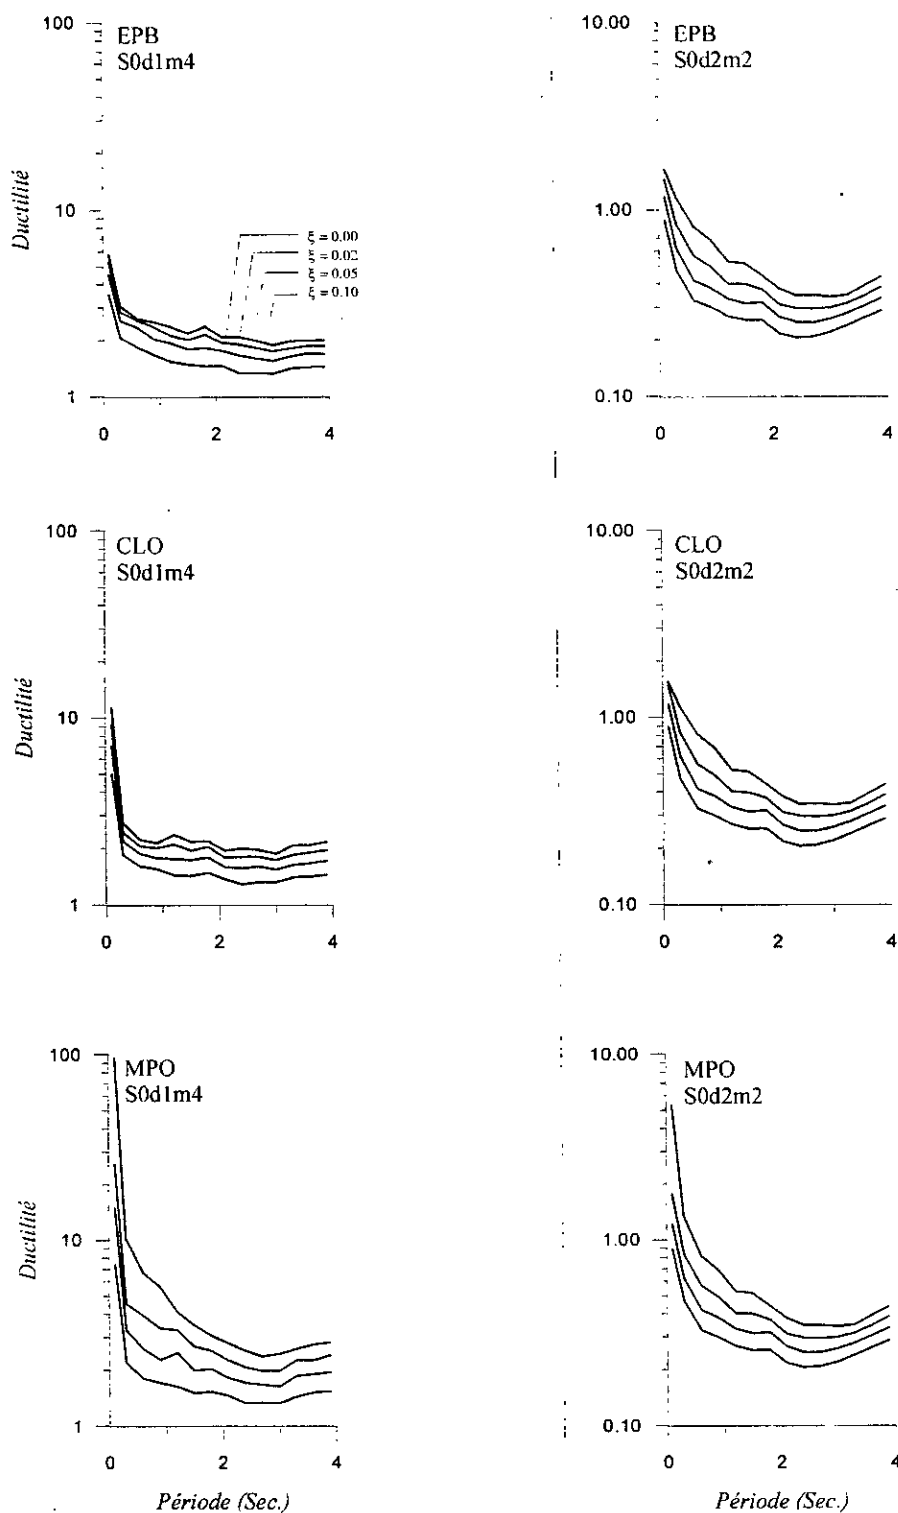 100
EPB
S0d1m4
Ductilité
10
ξ = 0.00
ξ = 0.02
ξ = 0.05
ξ = 0.10
1
0 2 4
10.00
EPB
S0d2m2
1.00
0.10
0 2 4
100
CLO
S0d1m4
Ductilité
10
1
0 2 4
10.00
CLO
S0d2m2
1.00
0.10
0 2 4
100
MPO
S0d1m4
Ductilité
10
1
0 2 4
Période (Sec.)
10.00
MPO
S0d2m2
1.00
0.10
0 2 4
Période (Sec.)